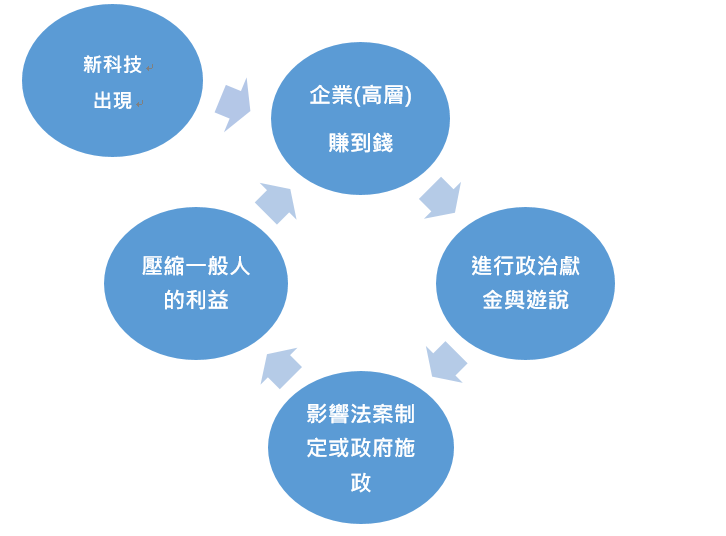 新科技
出現
企業(高層)
賺到錢
進行政治獻
金與遊說
影響法案制
定或政府施
政
壓縮一般人
的利益